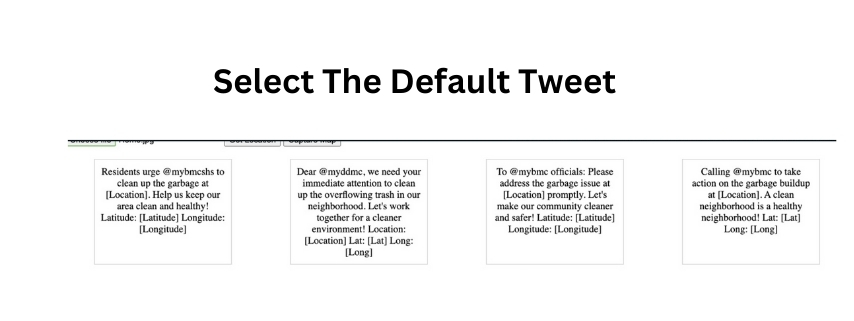 Select The Default Tweet
Residents urge @mybmcshs to
clean up the garbage at
[Location]. Help us keep our
area clean and healthy!
Latitude: [Latitude] Longitude:
[Longitude]
Dear @myddmc, we need your
immediate attention to clean
up the overflowing trash in our
neighborhood. Let's work
together for a cleaner
environment! Location:
[Location] Lat: [Lat] Long:
[Long]
To @mybmc officials: Please
address the garbage issue at
[Location] promptly. Let's
make our community cleaner
and safer! Latitude: [Latitude]
Longitude: [Longitude]
Calling @mybmc to take
action on the garbage buildup
at [Location]. A clean
neighborhood is a healthy
neighborhood! Lat: [Lat]
Long: [Long]